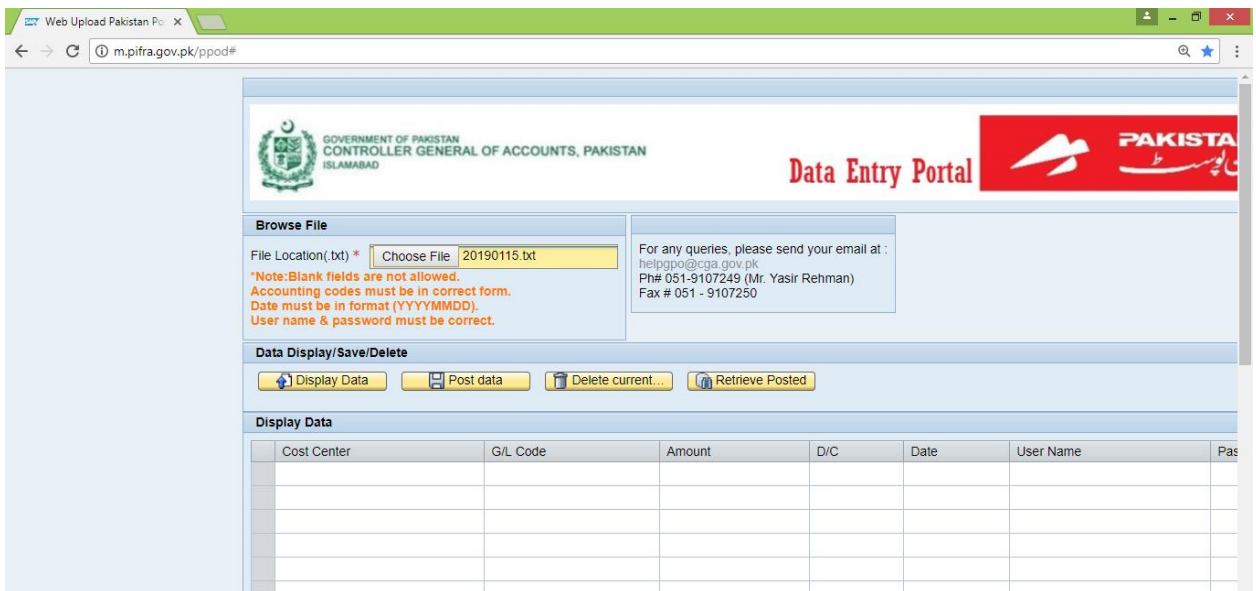 Web Upload Pakistan Po
m.pifra.gov.pk/ppod#
GOVERNMENT OF PAKISTAN
CONTROLLER GENERAL OF ACCOUNTS, PAKISTAN
ISLAMABAD
Data Entry Portal
PAKISTA
پوسٹ
Browse File
File Location(.txt) * Choose File 20190115.txt
*Note:Blank fields are not allowed.
Accounting codes must be in correct form.
Date must be in format (YYYYMMDD).
User name & password must be correct.
For any queries, please send your email at :
helpgpo@cga.gov.pk
Ph# 051-9107249 (Mr. Yasir Rehman)
Fax # 051 - 9107250
Data Display/Save/Delete
Display Data Post data Delete current... Retrieve Posted
Display Data
Cost Center G/L Code Amount D/C Date User Name Pas